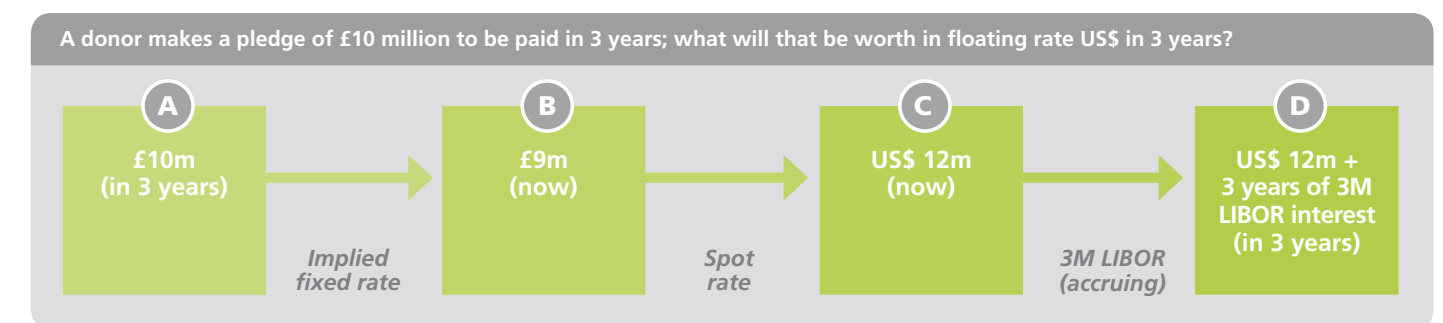 A donor makes a pledge of £10 million to be paid in 3 years; what will that be worth in floating rate US$ in 3 years?
A
£10m
(in 3 years)
Implied
fixed rate
B
£9m
(now)
Spot
rate
C
US$ 12m
(now)
3M LIBOR
(accruing)
D
US$ 12m +
3 years of 3M
LIBOR interest
(in 3 years)